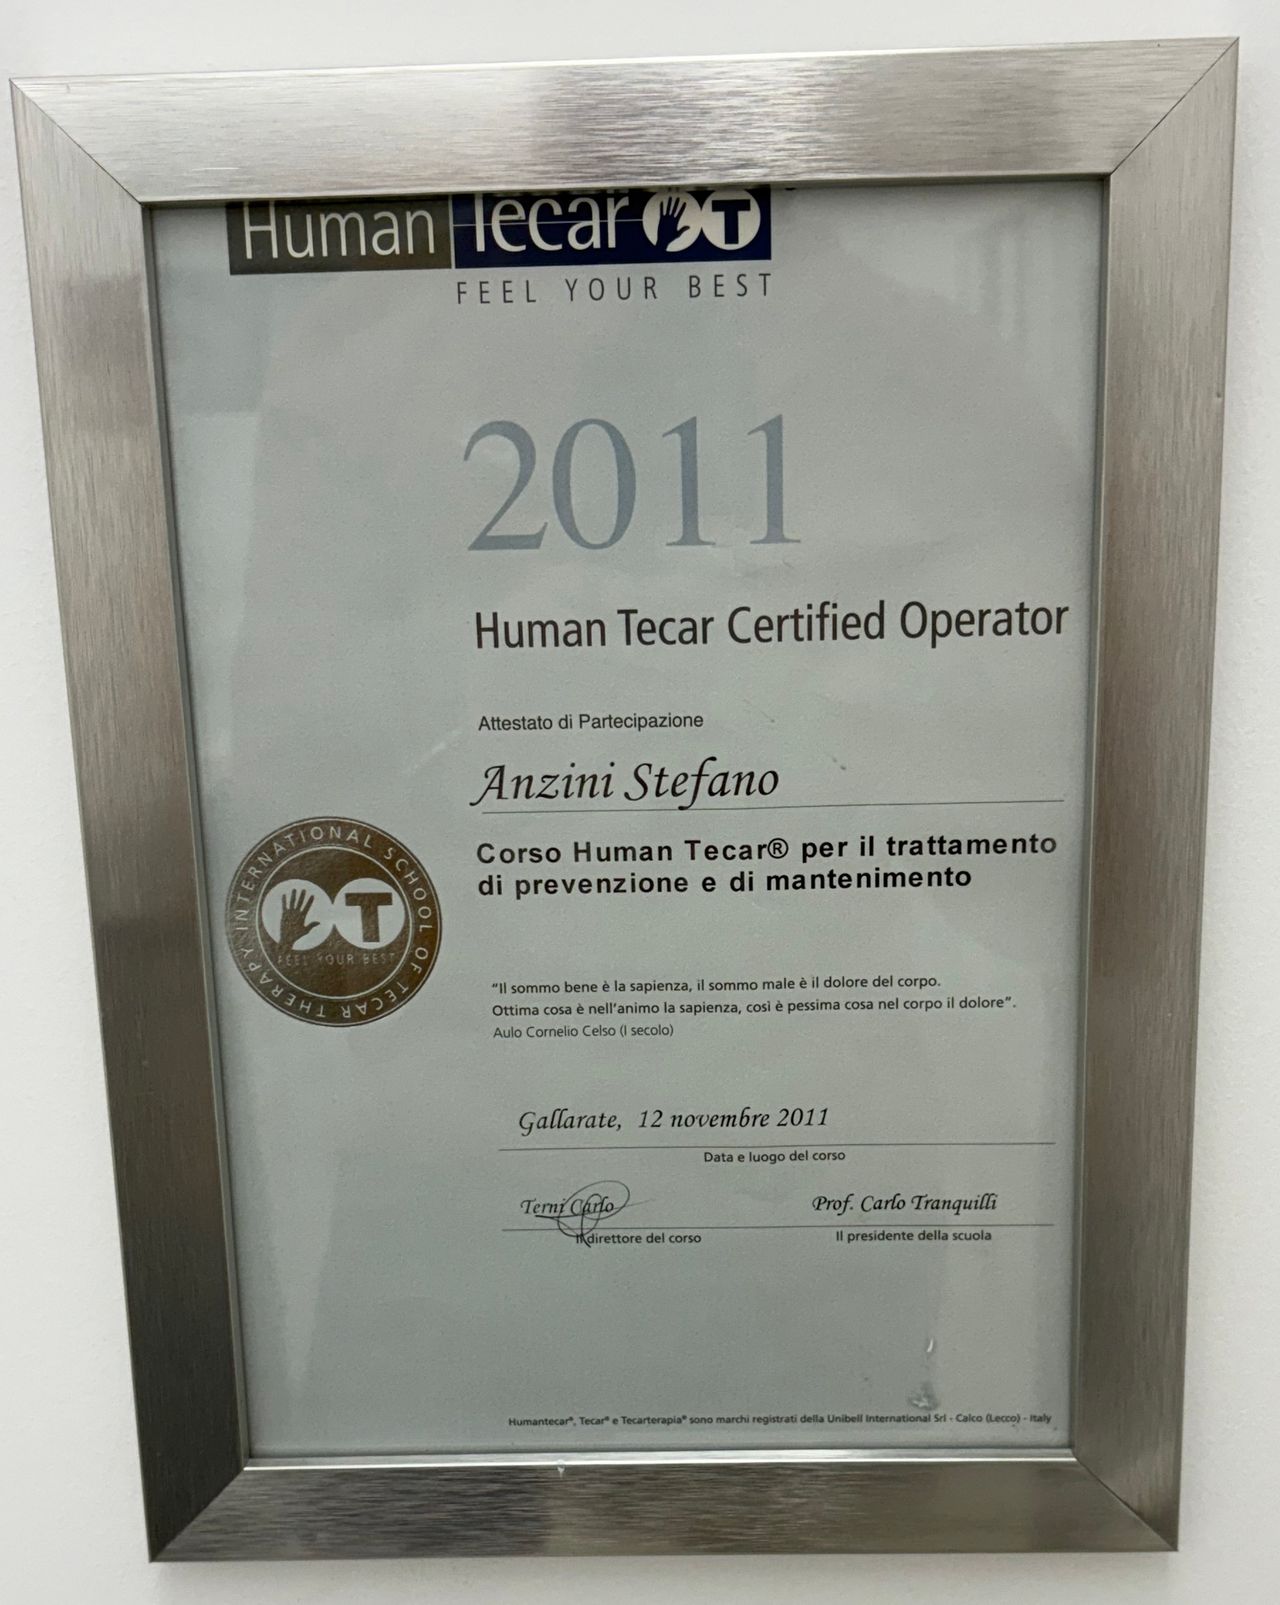 Human Tecar T
FEEL YOUR BEST
2011
Human Tecar Certified Operator
Attestato di Partecipazione
Anzini Stefano
Corso Human Tecar® per il trattamento
di prevenzione e di mantenimento
INTERNATIONAL SCHOOL OF TECAR THERAPY
T
FEEL YOUR BEST
“Il sommo bene è la sapienza, il sommo male è il dolore del corpo.
Ottima cosa è nell’animo la sapienza, così è pessima cosa nel corpo il dolore”.
Aulo Cornelio Celso (I secolo)
Gallarate, 12 novembre 2011
Data e luogo del corso
Terni Carlo Prof. Carlo Tranquilli
Il direttore del corso Il presidente della scuola
Humantecar®, Tecar® e Tecarterapia® sono marchi registrati della Unibell International Srl - Calco (Lecco) - Italy